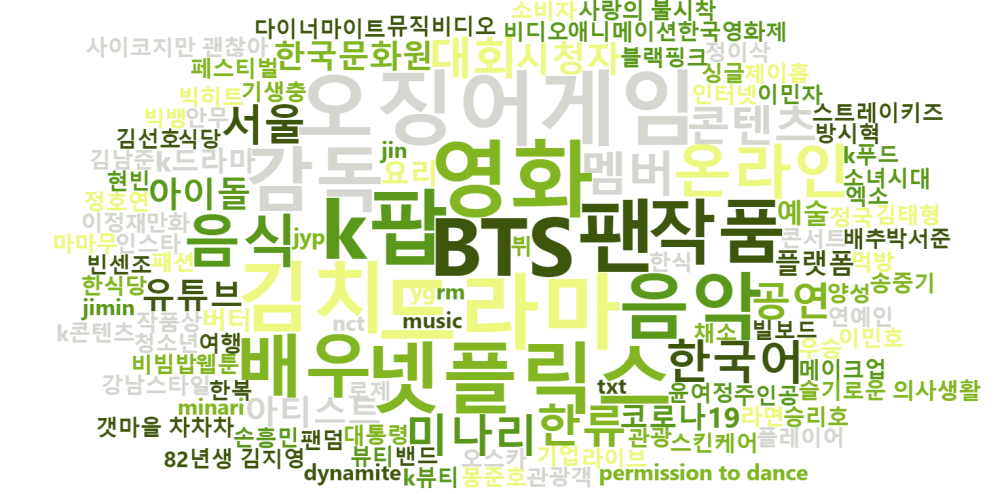 소비자 사랑의 불시착
다이너마이트 뮤직비디오 비디오 애니메이션 한국영화제
사이코지만 괜찮아 한국문화원 대회 시청자 블랙핑크 정이삭
페스티벌 싱글 제이홉
빅히트 기생충 오징어게임 인터넷 이민자
빅뱅 안무 서울 콘텐츠 스트레이키즈
김선호 식당 방시혁
김남준 k드라마 감독 jin 영화 멤버 온라인 k푸드
현빈 요리 소녀시대
정호연 아이돌 엑소
이정재 만화 k팝 BTS 팬 작품 예술 정국 김태형
마마무 인스타 음식 jyp 뷔 콘서트 배추 박서준
빈센조 패션 한식 플랫폼 먹방
한식당 유튜브 김치 드라마 yg rm 음악 공연 양성 송중기
jimin
k콘텐츠 작품상 버터 nct music 채소 빌보드 연예인
청소년 여행 배우 넷플릭스 한국어 우승 이민호
비빔밥 웹툰 메이크업
강남스타일 한복 로제 txt 윤여정 주인공 슬기로운 의사생활
minari 아티스트 미나리 한류 코로나19 라면 승리호
갯마을 차차차 손흥민 팬덤 대통령 관광 스킨케어 플레이어
82년생 김지영 뷰티 밴드 오스카 기업 라이브
dynamite k뷰티 봉준호 관광객 permission to dance